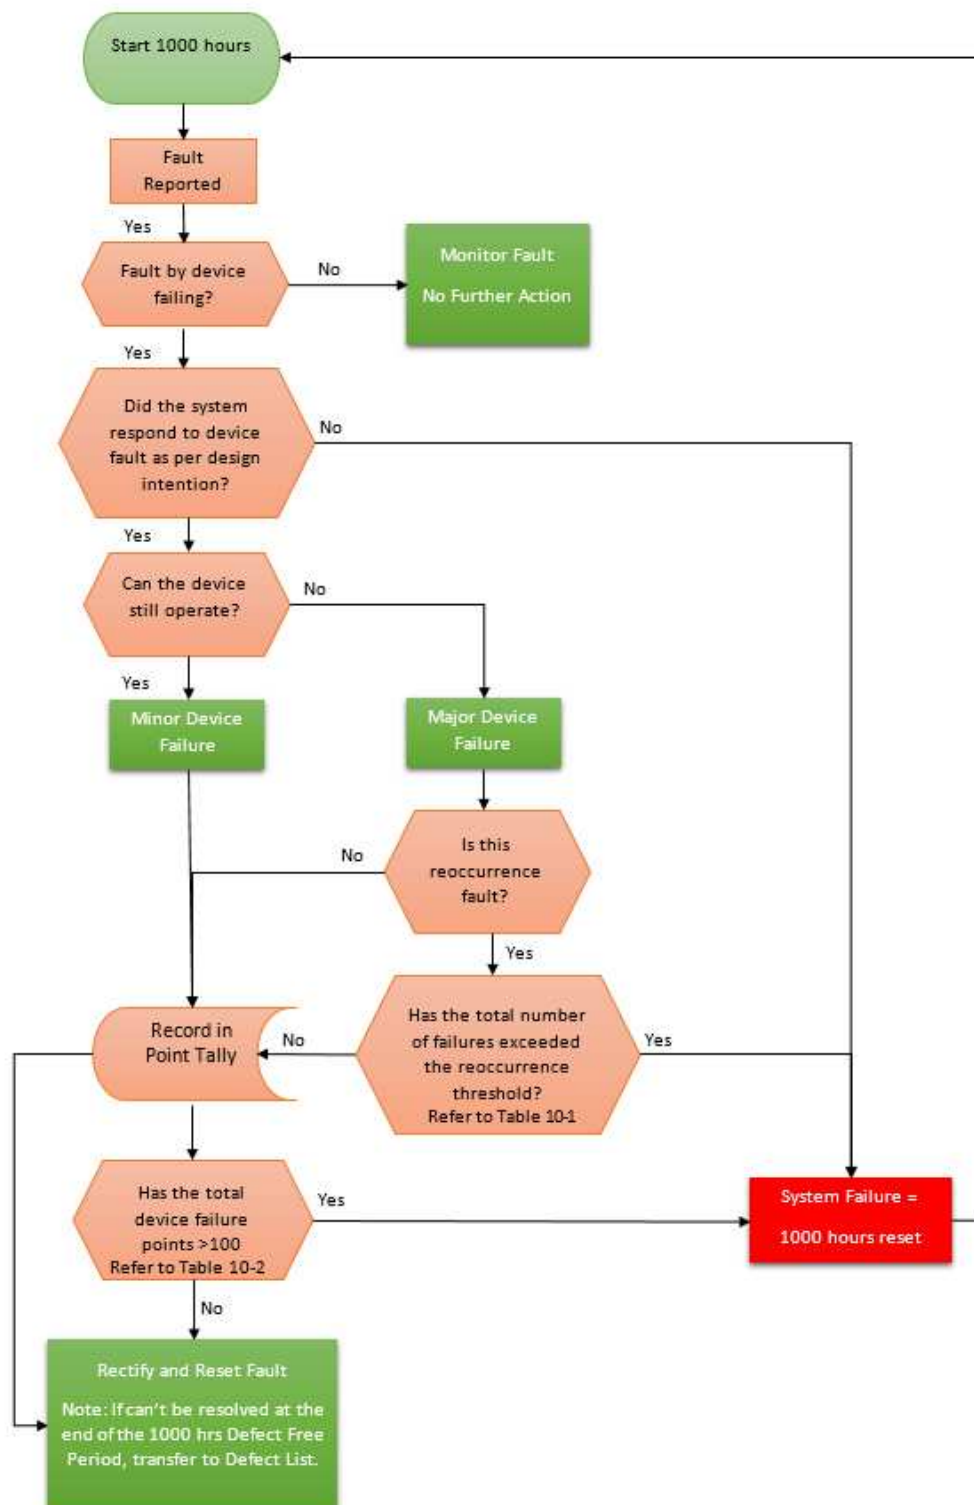 Start 1000 hours
Fault
Reported
Yes
Fault by device
failing?
No
Monitor Fault
No Further Action
Yes
Did the system
respond to device
fault as per design
intention?
No
Yes
Can the device
still operate?
No
Yes
Minor Device
Failure
Major Device
Failure
Is this
reoccurrence
fault?
No
Yes
Record in
Point Tally
No
Has the total number
of failures exceeded
the reoccurrence
threshold?
Refer to Table 10-1
Yes
Has the total
device failure
points >100
Refer to Table 10-2
Yes
System Failure =
1000 hours reset
No
Rectify and Reset Fault
Note: If can't be resolved at the
end of the 1000 hrs Defect Free
Period, transfer to Defect List.